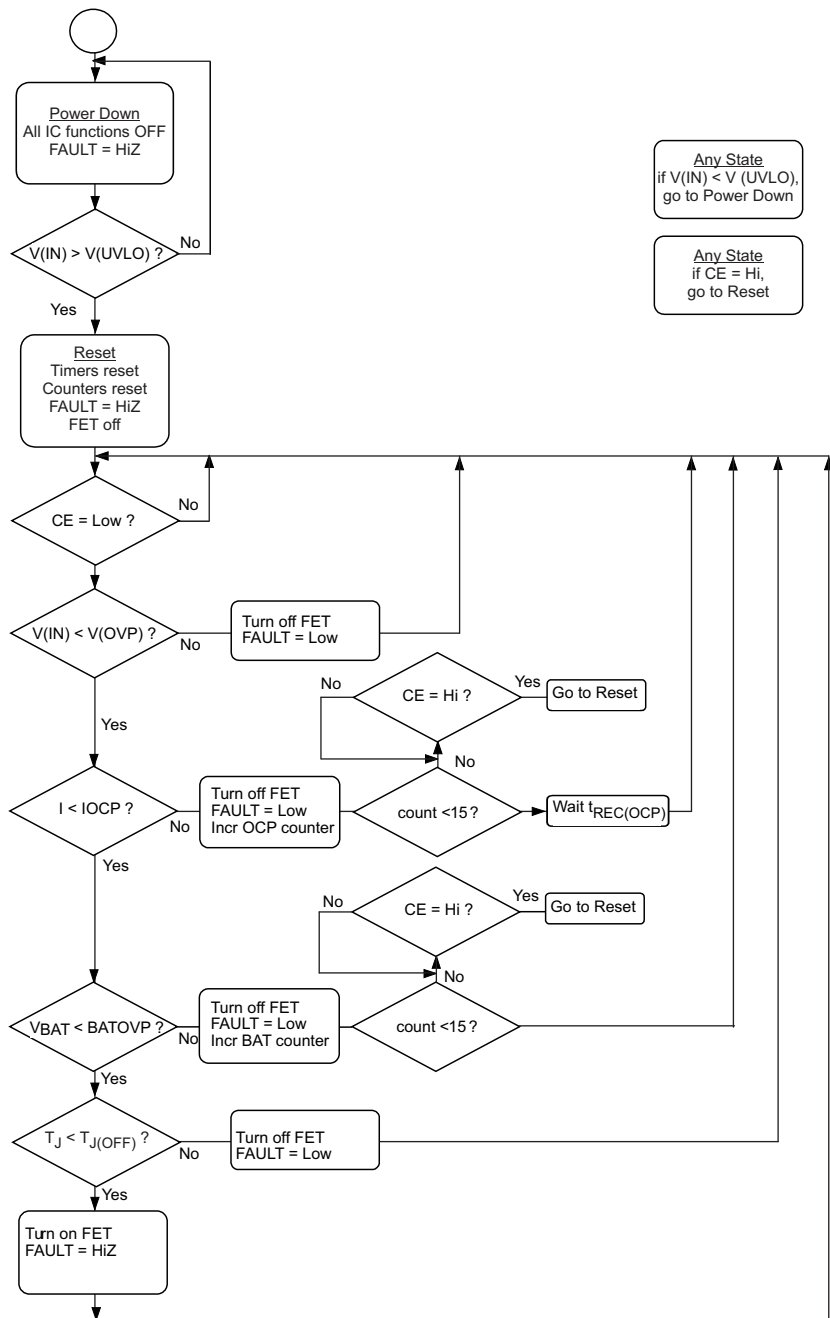 Power Down
All IC functions OFF
FAULT = HiZ
Any State
if V(IN) < V (UVLO),
go to Power Down
V(IN) > V(UVLO) ?
No
Yes
Any State
if CE = Hi,
go to Reset
Reset
Timers reset
Counters reset
FAULT = HiZ
FET off
CE = Low ?
No
V(IN) < V(OVP) ?
No
Turn off FET
FAULT = Low
Yes
No
CE = Hi ?
Yes
Go to Reset
No
I < IOCP ?
No
Turn off FET
FAULT = Low
Incr OCP counter
count <15 ?
Wait tREC(OCP)
Yes
No
CE = Hi ?
Yes
Go to Reset
No
VBAT < BATOVP ?
No
Turn off FET
FAULT = Low
Incr BAT counter
count <15 ?
Yes
TJ < TJ(OFF) ?
No
Turn off FET
FAULT = Low
Yes
Turn on FET
FAULT = HiZ